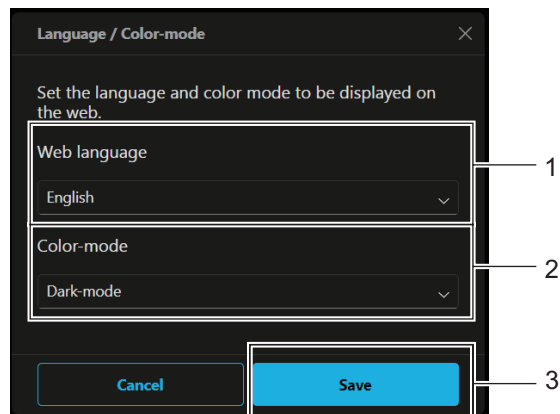 Language / Color-mode
Set the language and color mode to be displayed on
the web.
Web language
1
English
Color-mode
2
Dark-mode
Cancel
Save
3